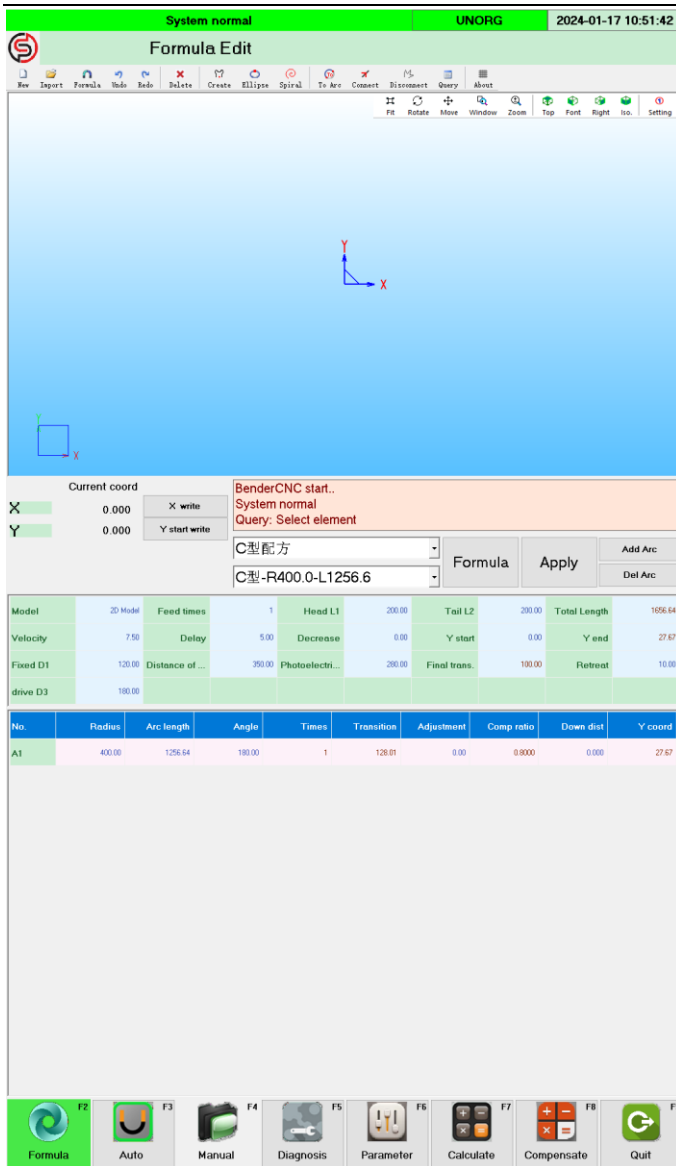 System normal UNORG 2024-01-17 10:51:42
Formula Edit
New Import Formula Undo Redo Delete Create Ellipse Spiral To Arc Connect Disconnect Query About
Fit Rotate Move Window Zoom Top Font Right Iso. Setting
Y
X
Y
X
Current coord
X 0.000 X write
Y 0.000 Y start write
BenderCNC start..
System normal
Query: Select element
C型配方
C型-R400.0-L1256.6
Formula Apply Add Arc
Del Arc
Model 2D Model Feed times 1 Head L1 200.00 Tail L2 200.00 Total Length 1656.64
Velocity 7.50 Delay 5.00 Decrease 0.00 Y start 0.00 Y end 27.67
Fixed D1 120.00 Distance of ... 350.00 Photoelectri... 280.00 Final trans. 100.00 Retreat 10.00
drive D3 180.00
No. Radius Arc length Angle Times Transition Adjustment Comp ratio Down dist Y coord
A1 400.00 1256.64 180.00 1 128.01 0.00 0.8000 0.000 27.67
F2 F3 F4 F5 F6 F7 F8 F
Formula Auto Manual Diagnosis Parameter Calculate Compensate Quit